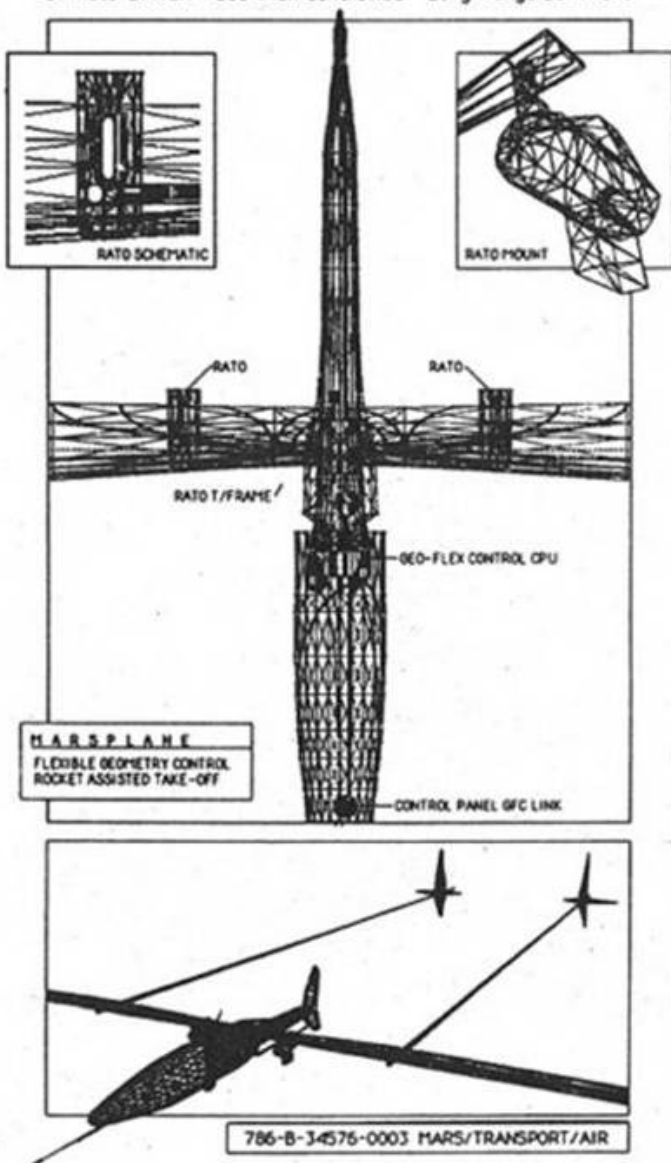 RATO SCHEMATIC
RATO MOUNT
RATO
RATO
RATO T/FRAME
GEO-FLEX CONTROL CPU
MARSPLANE
FLEXIBLE GEOMETRY CONTROL
ROCKET ASSISTED TAKE-OFF
CONTROL PANEL GFC LINK
786-B-34576-0003 MARS/TRANSPORT/AIR